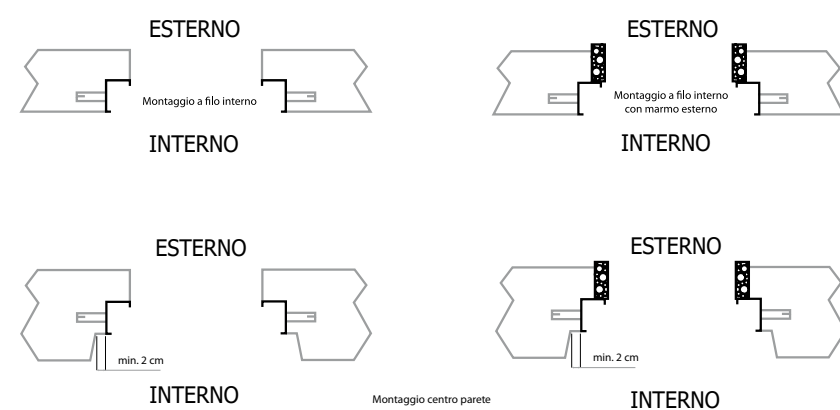 ESTERNO
Montaggio a filo interno
INTERNO
ESTERNO
Montaggio a filo interno
con marmo esterno
INTERNO
ESTERNO
min. 2 cm
INTERNO
ESTERNO
min. 2 cm
INTERNO
Montaggio centro parete